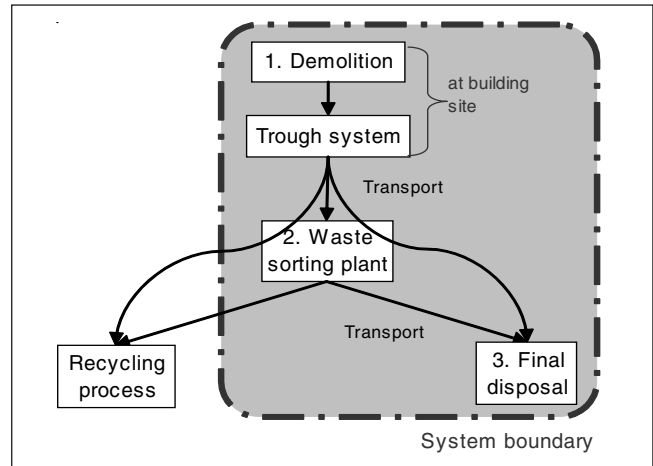 1. Demolition
at building
site
Trough system
Transport
2. Waste
sorting plant
Transport
Recycling
process
3. Final
disposal
System boundary